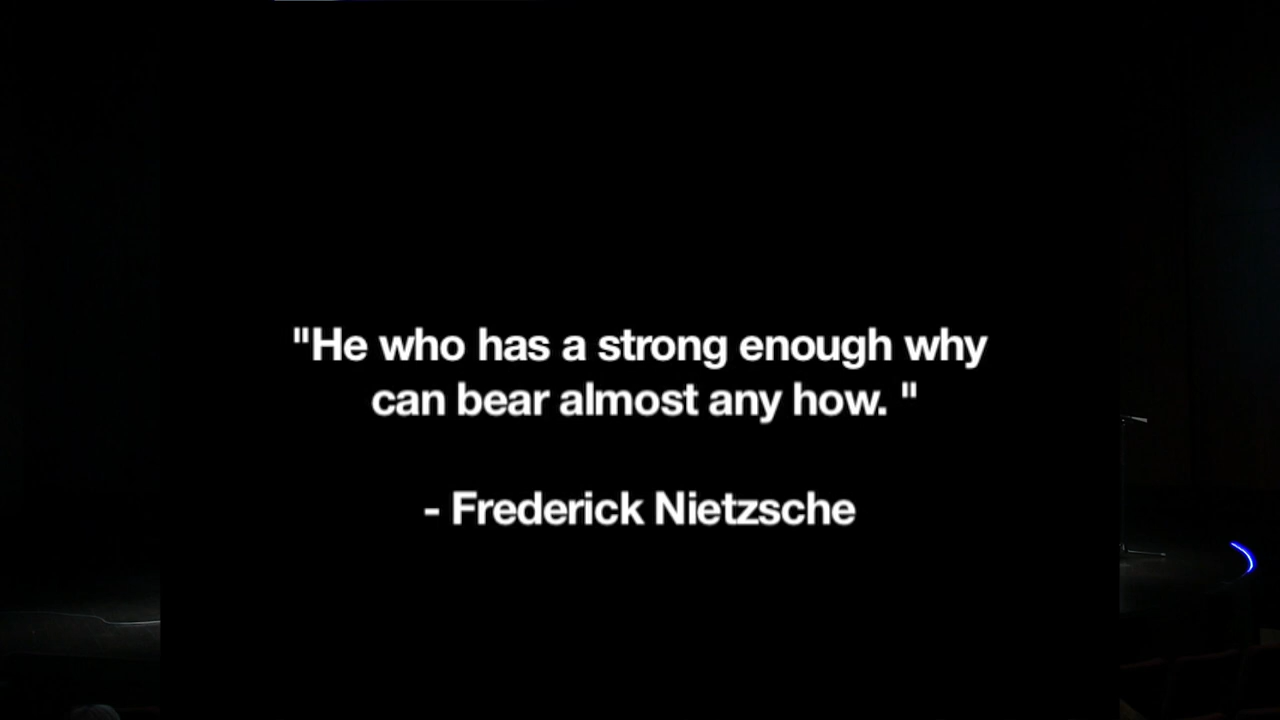 "He who has a strong enough why
can bear almost any how. "
- Frederick Nietzsche